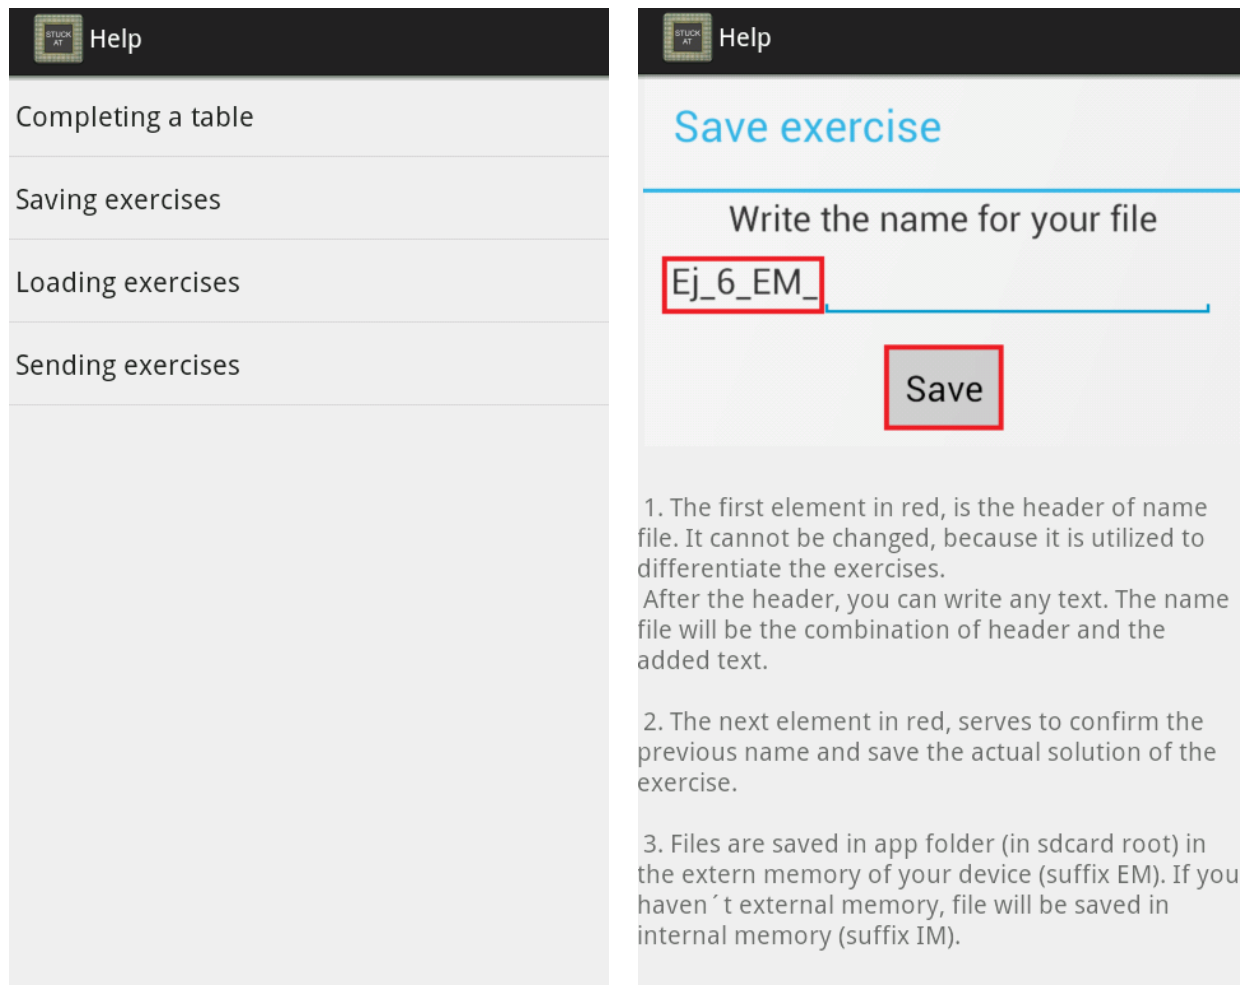 STUCK
AT
Help
Completing a table
Saving exercises
Loading exercises
Sending exercises
STUCK
AT
Help
Save exercise
Write the name for your file
Ej_6_EM_
Save
1. The first element in red, is the header of name
file. It cannot be changed, because it is utilized to
differentiate the exercises.
After the header, you can write any text. The name
file will be the combination of header and the
added text.
2. The next element in red, serves to confirm the
previous name and save the actual solution of the
exercise.
3. Files are saved in app folder (in sdcard root) in
the extern memory of your device (suffix EM). If you
haven´t external memory, file will be saved in
internal memory (suffix IM).